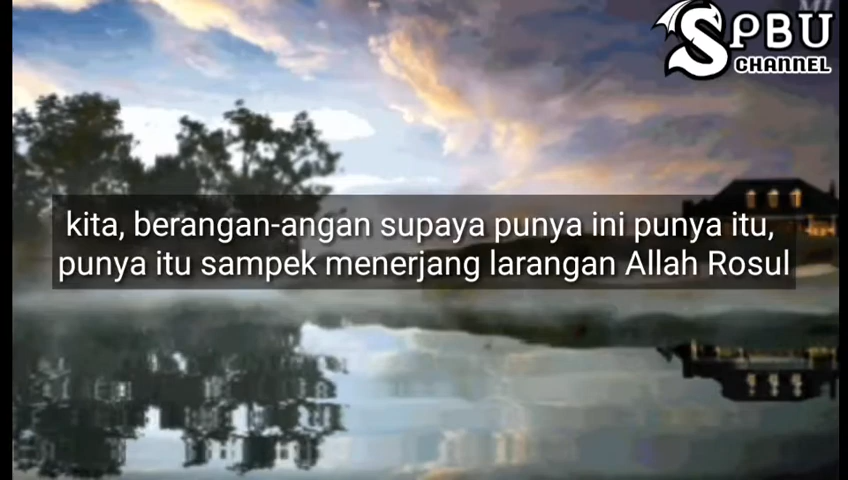 SPBU
CHANNEL
kita, berangan-angan supaya punya ini punya itu,
punya itu sampek menerjang larangan Allah Rosul